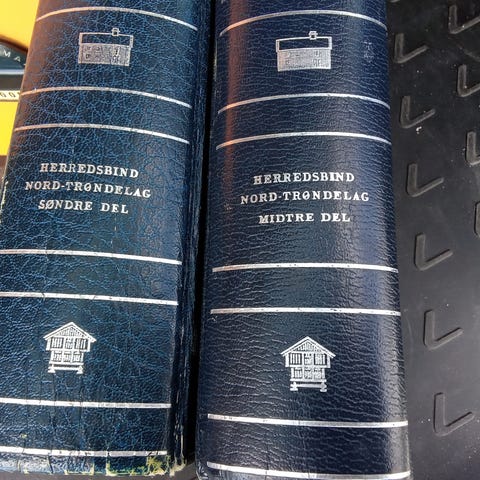 HERREDSBIND
NORD-TRØNDELAG
SØNDRE DEL
HERREDSBIND
NORD-TRØNDELAG
MIDTRE DEL